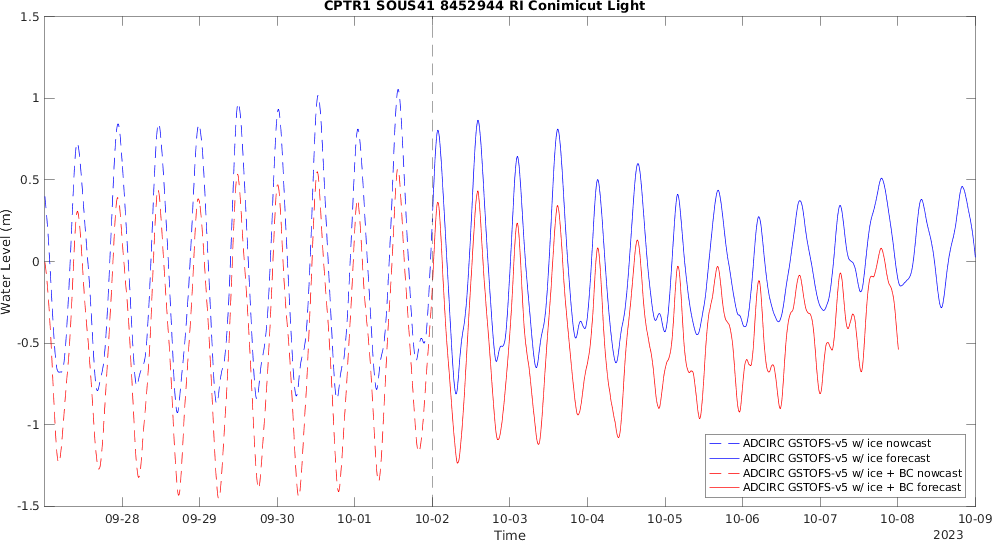 CPTR1 SOUS41 8452944 RI Conimicut Light
Water Level (m)
1.5
1
0.5
0
-0.5
-1
-1.5
09-28 09-29 09-30 10-01 10-02 10-03 10-04 10-05 10-06 10-07 10-08 10-09
Time
2023
ADCIRC GSTOFS-v5 w/ ice nowcast
ADCIRC GSTOFS-v5 w/ ice forecast
ADCIRC GSTOFS-v5 w/ ice + BC nowcast
ADCIRC GSTOFS-v5 w/ ice + BC forecast